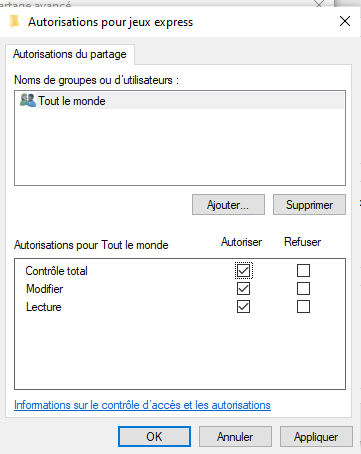 partage avancé
Autorisations pour jeux express
Autorisations du partage
Noms de groupes ou d'utilisateurs :
Tout le monde
Ajouter...
Supprimer
Autorisations pour Tout le monde
Autoriser
Refuser
Contrôle total
Modifier
Lecture
Informations sur le contrôle d'accès et les autorisations
OK
Annuler
Appliquer